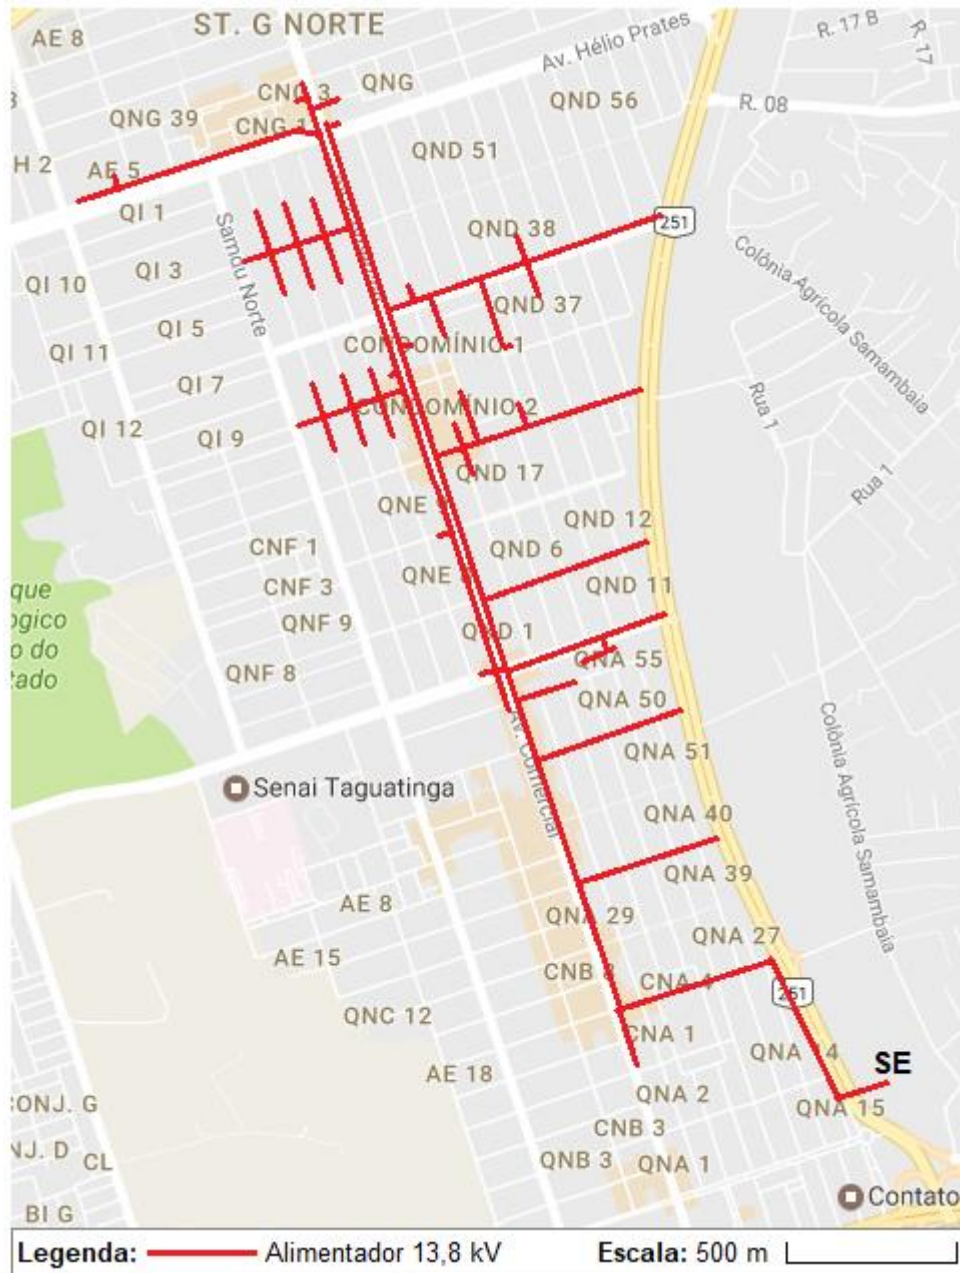 ST. G NORTE
AE 8
R. 17 B
R. 17
Av. Hélio Prates
QNG
CNG 3
QND 56
QNG 39
CNG 1
R. 08
H 2
AE 5
QND 51
QI 1
Samdu Norte
QND 38
251
Colônia Agrícola Samambaia
QI 3
QI 10
QND 37
QI 5
QI 11
CONDOMÍNIO 1
QI 7
CONDOMÍNIO 2
Rua 1
QI 12
QI 9
QND 17
Rua 1
QNE
QND 12
CNF 1
QND 6
QNE
QND 11
CNF 3
que
ogico
o do
tado
QNF 9
QND 1
QNA 55
QNF 8
QNA 50
Av. Comercial
QNA 51
Colônia Agrícola Samambaia
Senai Taguatinga
QNA 40
QNA 39
AE 8
QNA 29
QNA 27
AE 15
CNB
CNA 4
251
QNC 12
CNA 1
QNA 14
SE
AE 18
QNA 2
QNA 15
CONJ. G
CNB 3
NJ. D
CL
QNB 3
QNA 1
Contato
BI G
Legenda: Alimentador 13,8 kV Escala: 500 m